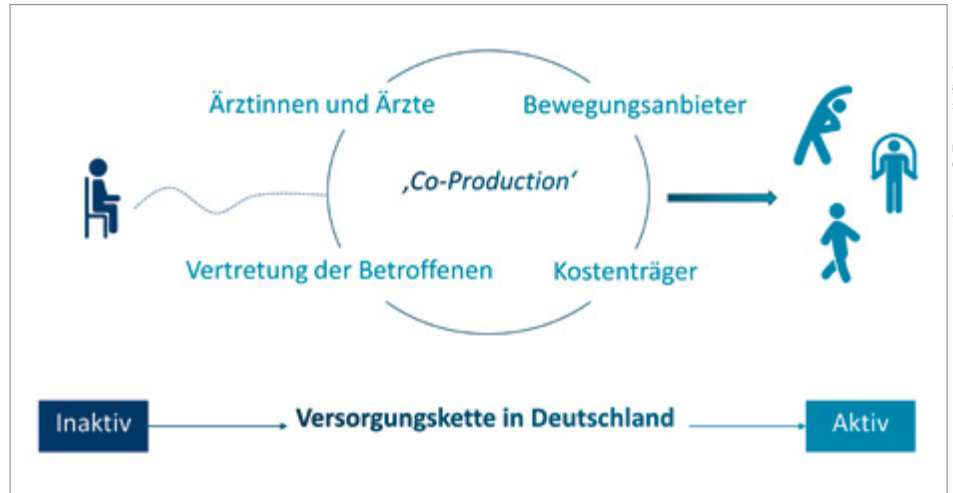 Ärztinnen und Ärzte
Bewegungsanbieter
‚Co-Production‘
Vertretung der Betroffenen
Kostenträger
Inaktiv
Versorgungskette in Deutschland
Aktiv